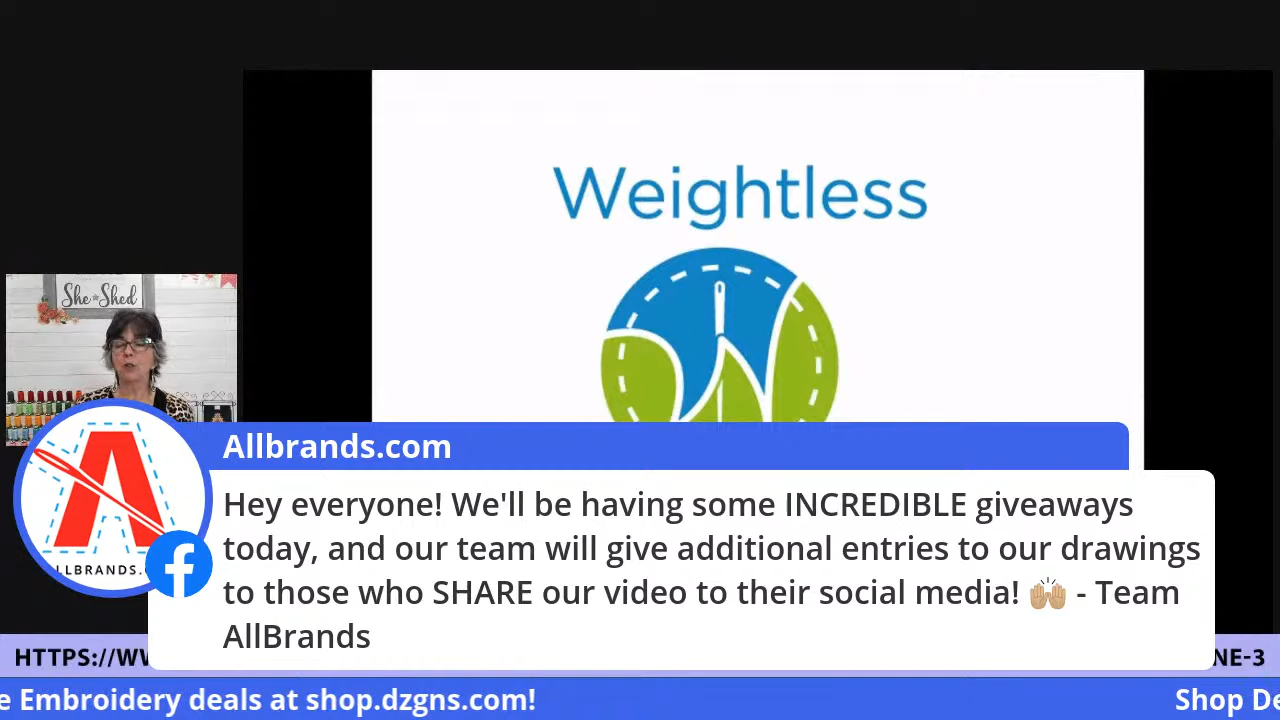 Weightless
She Shed
Allbrands.com
Hey everyone! We'll be having some INCREDIBLE giveaways
today, and our team will give additional entries to our drawings
to those who SHARE our video to their social media! 🙌🏼 - Team
AllBrands
A
LLBRANDS.C
HTTPS://W
NE-3
e Embroidery deals at shop.dzgns.com!
Shop De